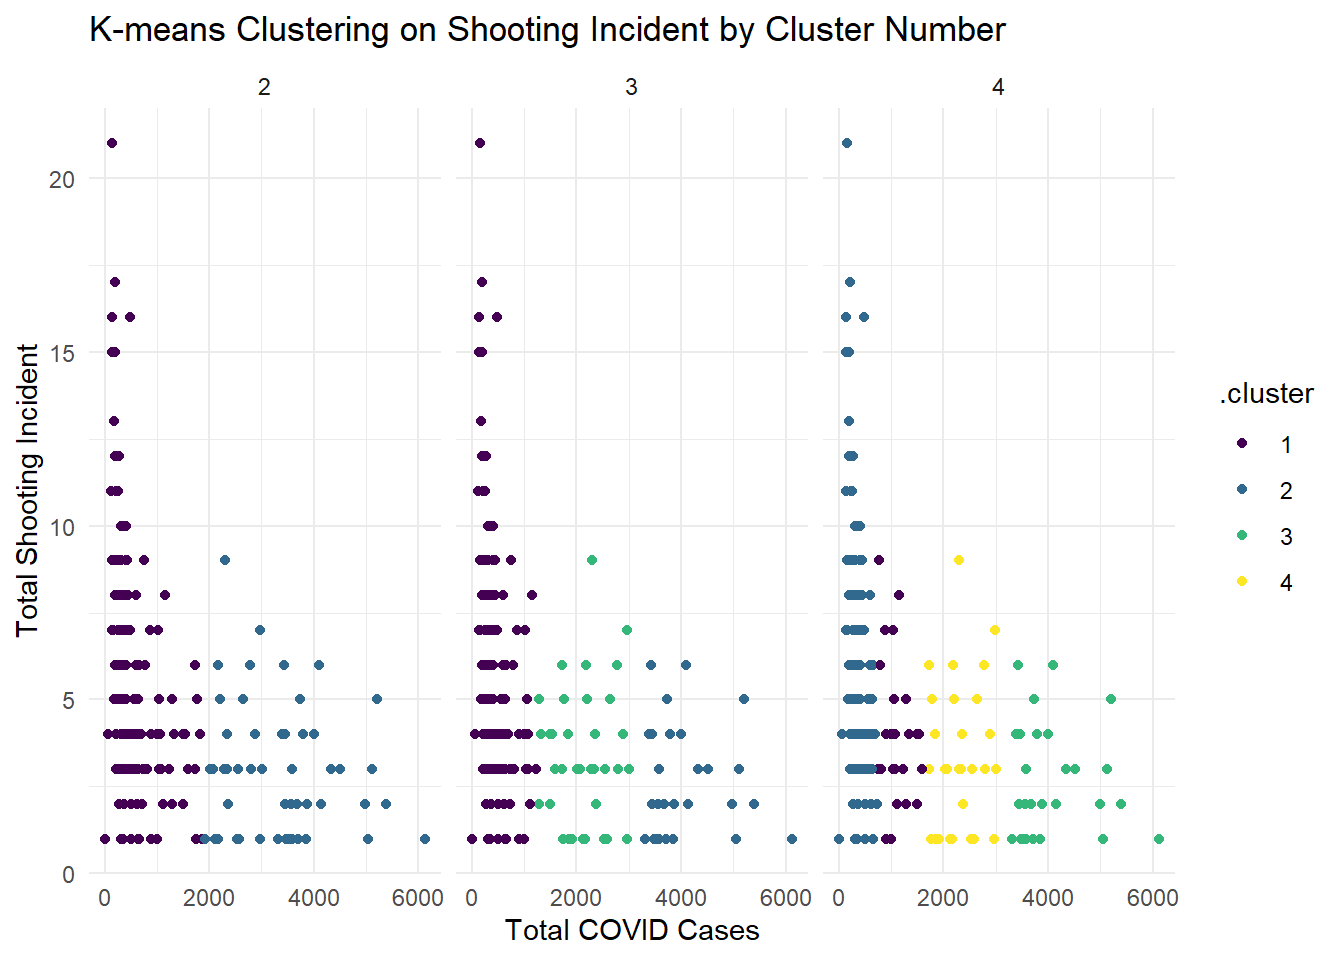 K-means Clustering on Shooting Incident by Cluster Number
2 3 4
20
15
10
5
0
Total Shooting Incident
0 2000 4000 6000 0 2000 4000 6000 0 2000 4000 6000
Total COVID Cases
.cluster
1
2
3
4